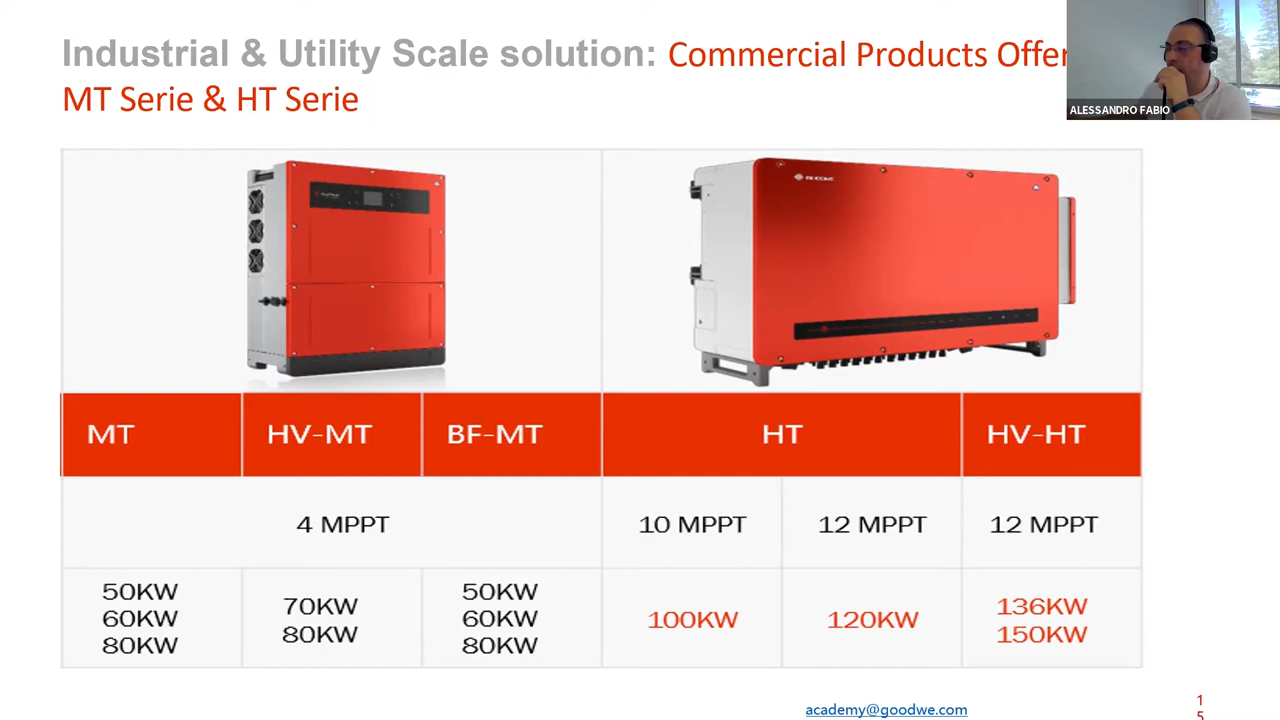 Industrial & Utility Scale solution: Commercial Products Offer
MT Serie & HT Serie
ALESSANDRO FABIO
GOODWE
MT
HV-MT
BF-MT
HT
HV-HT
4 MPPT
10 MPPT
12 MPPT
12 MPPT
50KW
60KW
80KW
70KW
80KW
50KW
60KW
80KW
100KW
120KW
136KW
150KW
academy@goodwe.com
1
5